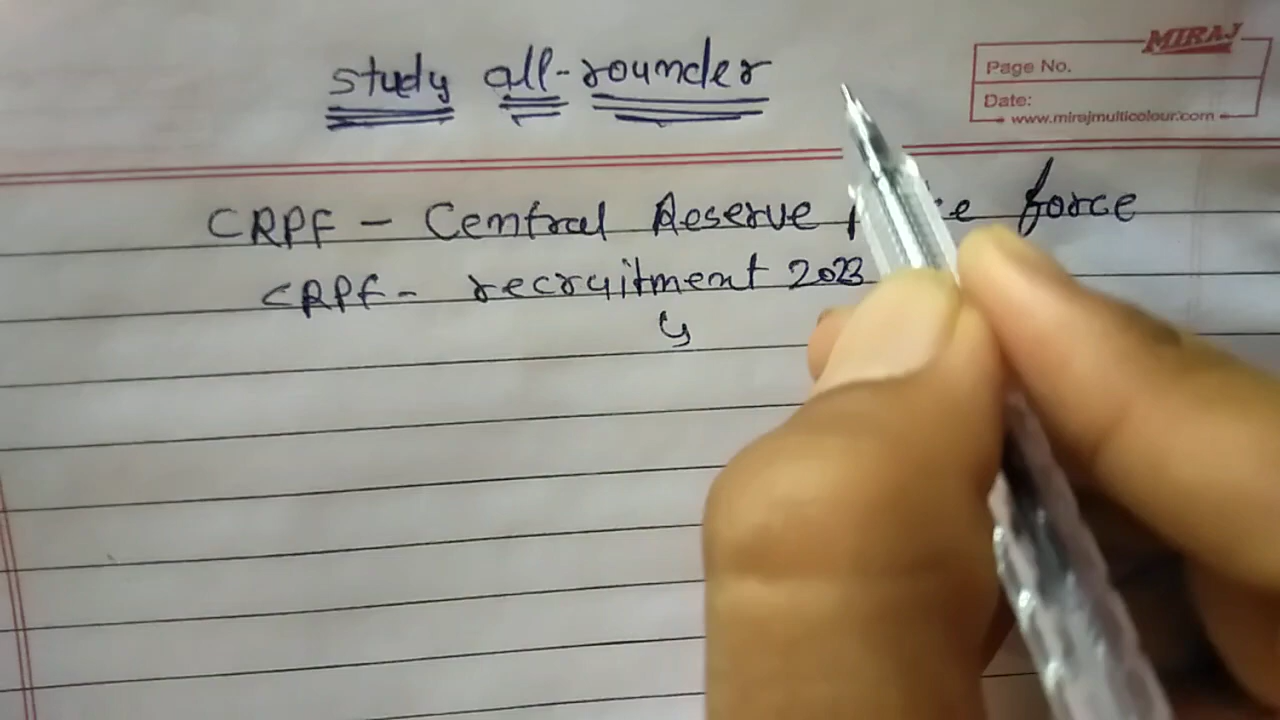 study all-rounder
MIRAJ
Page No.
Date:
www.mirajmulticolour.com
CRPF - Central Reserve force
CRPF - recruitment 2023